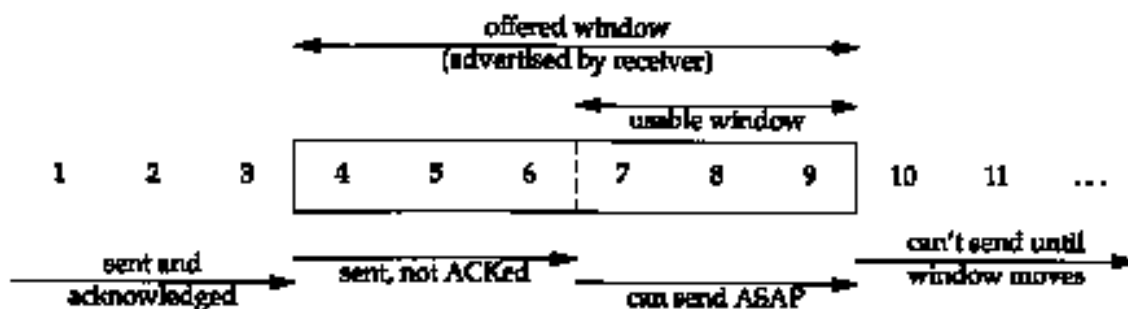 offered window
(advertised by receiver)
usable window
1 2 3 4 5 6 7 8 9 10 11 ...
sent and
acknowledged
sent, not ACKed
can send ASAP
can't send until
window moves